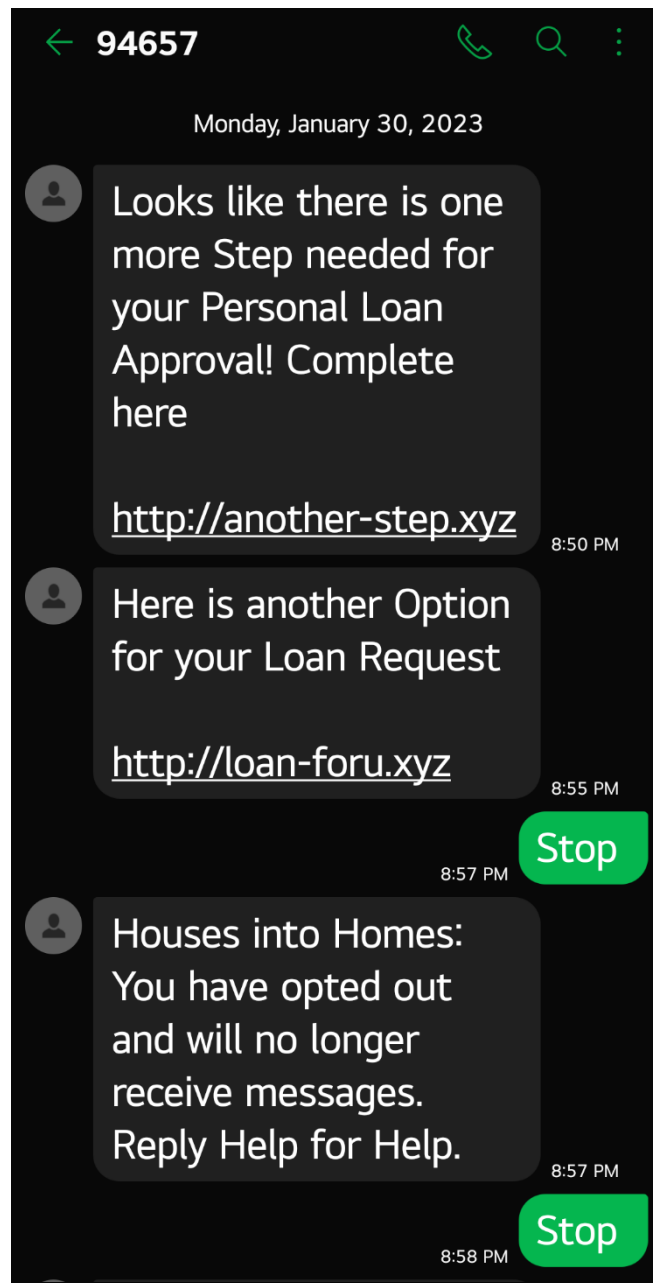 94657
Monday, January 30, 2023
Looks like there is one
more Step needed for
your Personal Loan
Approval! Complete
here
http://another-step.xyz
8:50 PM
Here is another Option
for your Loan Request
http://loan-foru.xyz
8:55 PM
Stop
8:57 PM
Houses into Homes:
You have opted out
and will no longer
receive messages.
Reply Help for Help.
8:57 PM
Stop
8:58 PM